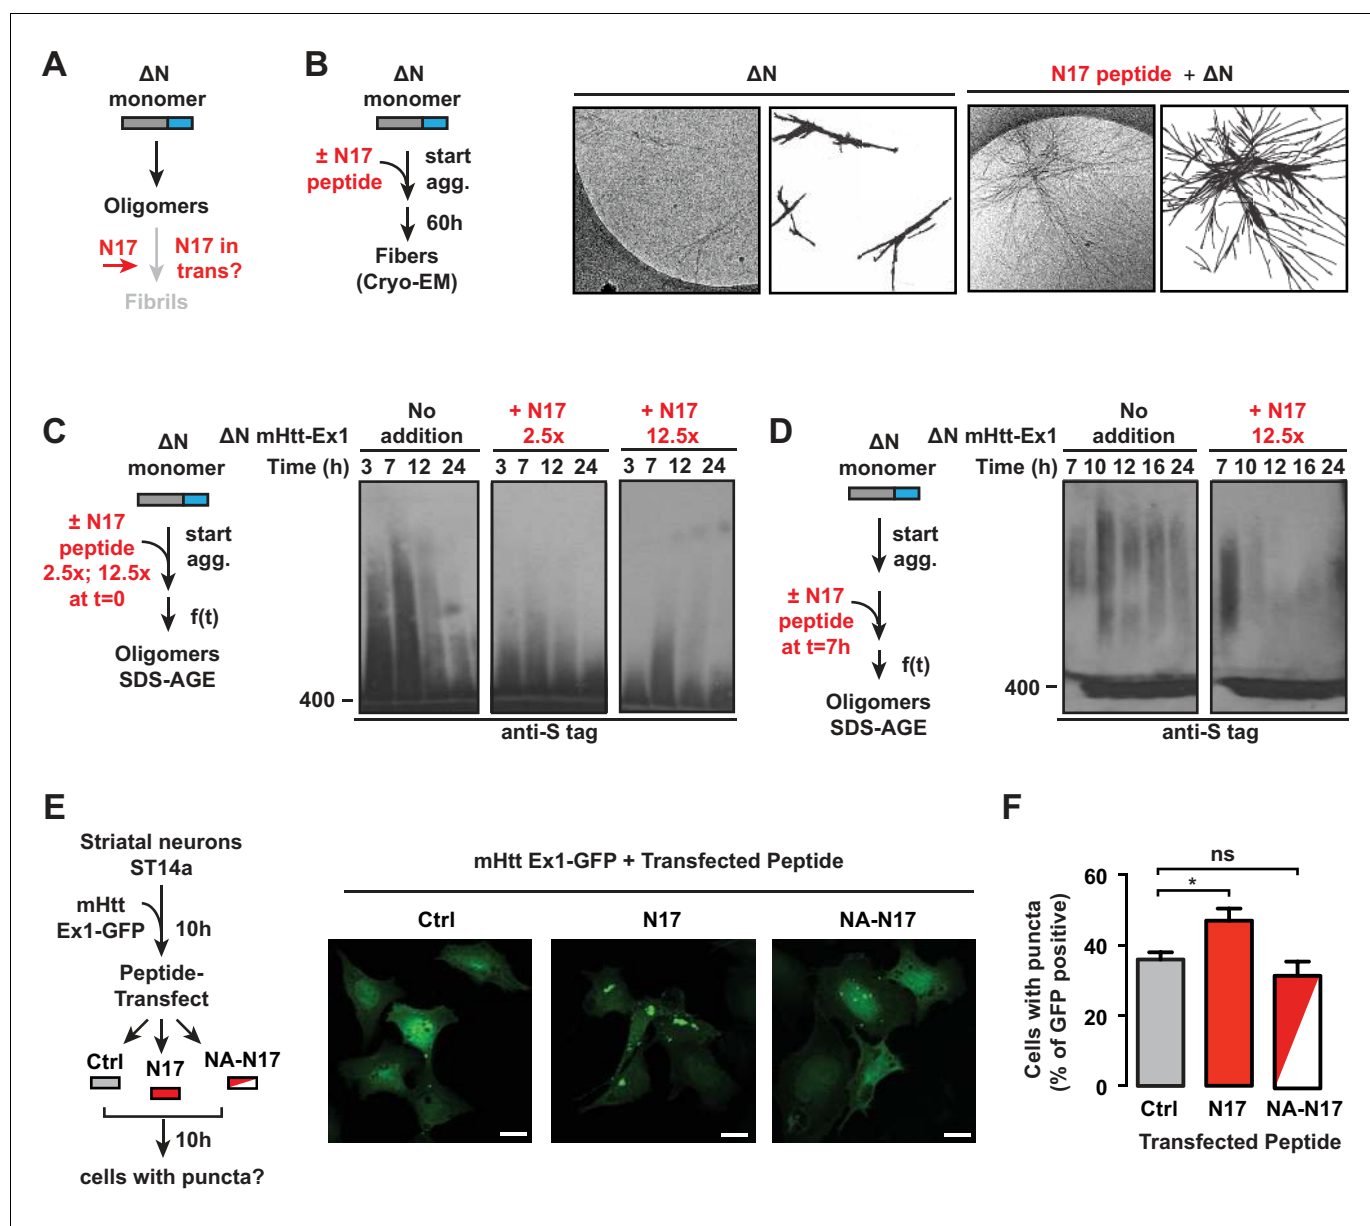 A
ΔN
monomer
Oligomers
N17
N17 in
trans?
Fibrils
B
ΔN
monomer
± N17
peptide
start
agg.
60h
Fibers
(Cryo-EM)
ΔN
N17 peptide + ΔN
C
ΔN
monomer
± N17
peptide
2.5x; 12.5x
at t=0
start
agg.
f(t)
Oligomers
SDS-AGE
ΔN mHtt-Ex1
No
addition
+ N17
2.5x
+ N17
12.5x
Time (h)
3 7 12 24
3 7 12 24
3 7 12 24
400
anti-S tag
D
ΔN
monomer
start
agg.
± N17
peptide
at t=7h
f(t)
Oligomers
SDS-AGE
ΔN mHtt-Ex1
No
addition
+ N17
12.5x
Time (h)
7 10 12 16 24
7 10 12 16 24
400
anti-S tag
E
Striatal neurons
ST14a
mHtt
Ex1-GFP
10h
Peptide-
Transfect
Ctrl
N17
NA-N17
10h
cells with puncta?
mHtt Ex1-GFP + Transfected Peptide
Ctrl
N17
NA-N17
F
ns
*
Cells with puncta
(% of GFP positive)
60
40
20
0
Ctrl
N17
NA-N17
Transfected Peptide